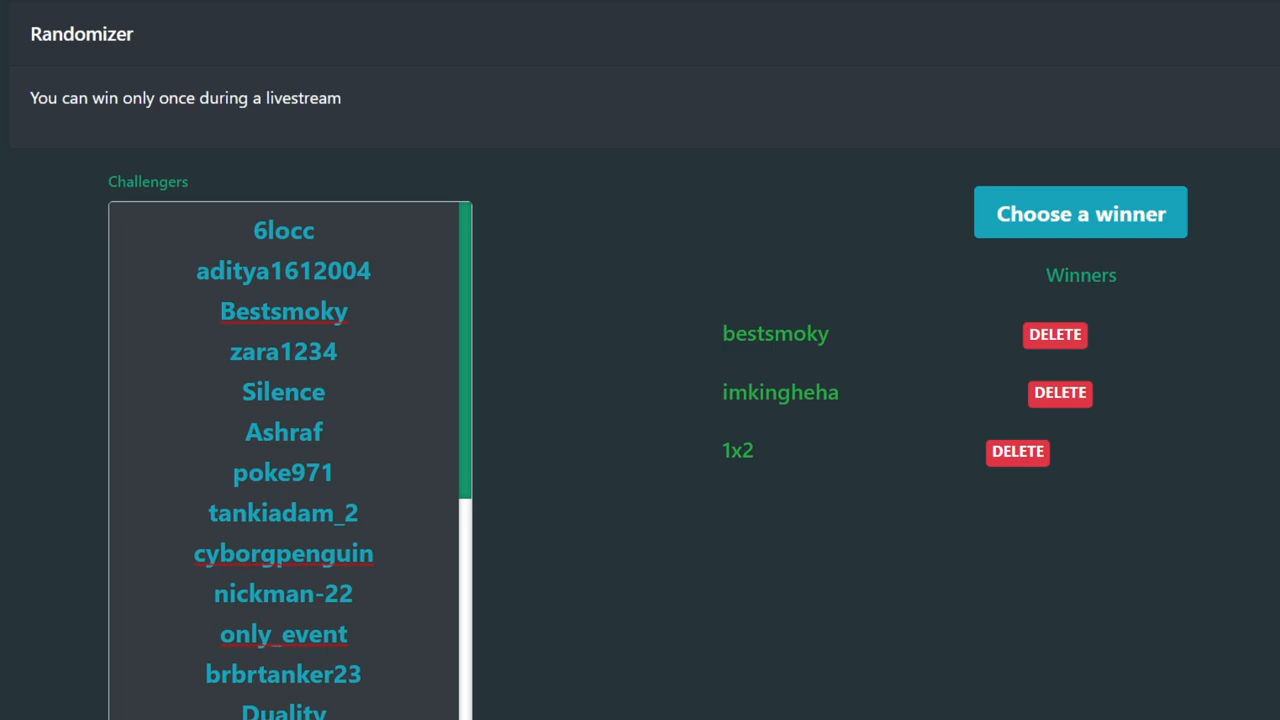 Randomizer
You can win only once during a livestream
Challengers
6locc
aditya1612004
Bestsmoky
zara1234
Silence
Ashraf
poke971
tankiadam_2
cyborgpenguin
nickman-22
only_event
brbrtanker23
Duality
Choose a winner
Winners
bestsmoky DELETE
imkingheha DELETE
1x2 DELETE